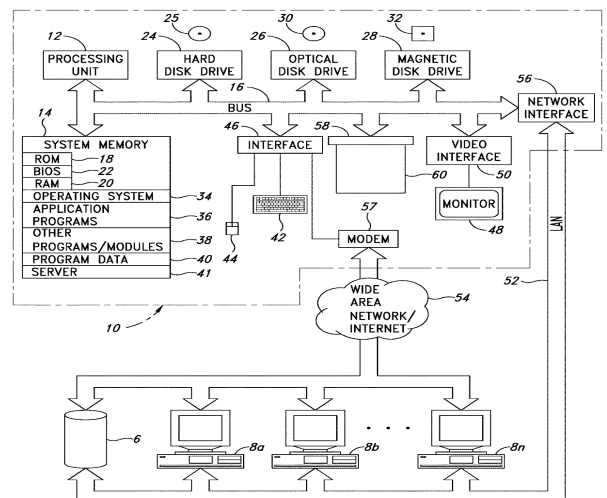 25
30
32
12
24
26
28
PROCESSING
UNIT
HARD
DISK DRIVE
OPTICAL
DISK DRIVE
MAGNETIC
DISK DRIVE
16
56
BUS
NETWORK
INTERFACE
14
46
58
SYSTEM MEMORY
INTERFACE
VIDEO
INTERFACE
ROM
18
BIOS
22
RAM
20
50
60
OPERATING SYSTEM
34
APPLICATION
PROGRAMS
36
MONITOR
42
57
48
LAN
OTHER
PROGRAMS/MODULES
38
44
MODEM
PROGRAM DATA
40
SERVER
41
52
10
WIDE
AREA
NETWORK/
INTERNET
54
6
8a
8b
8n